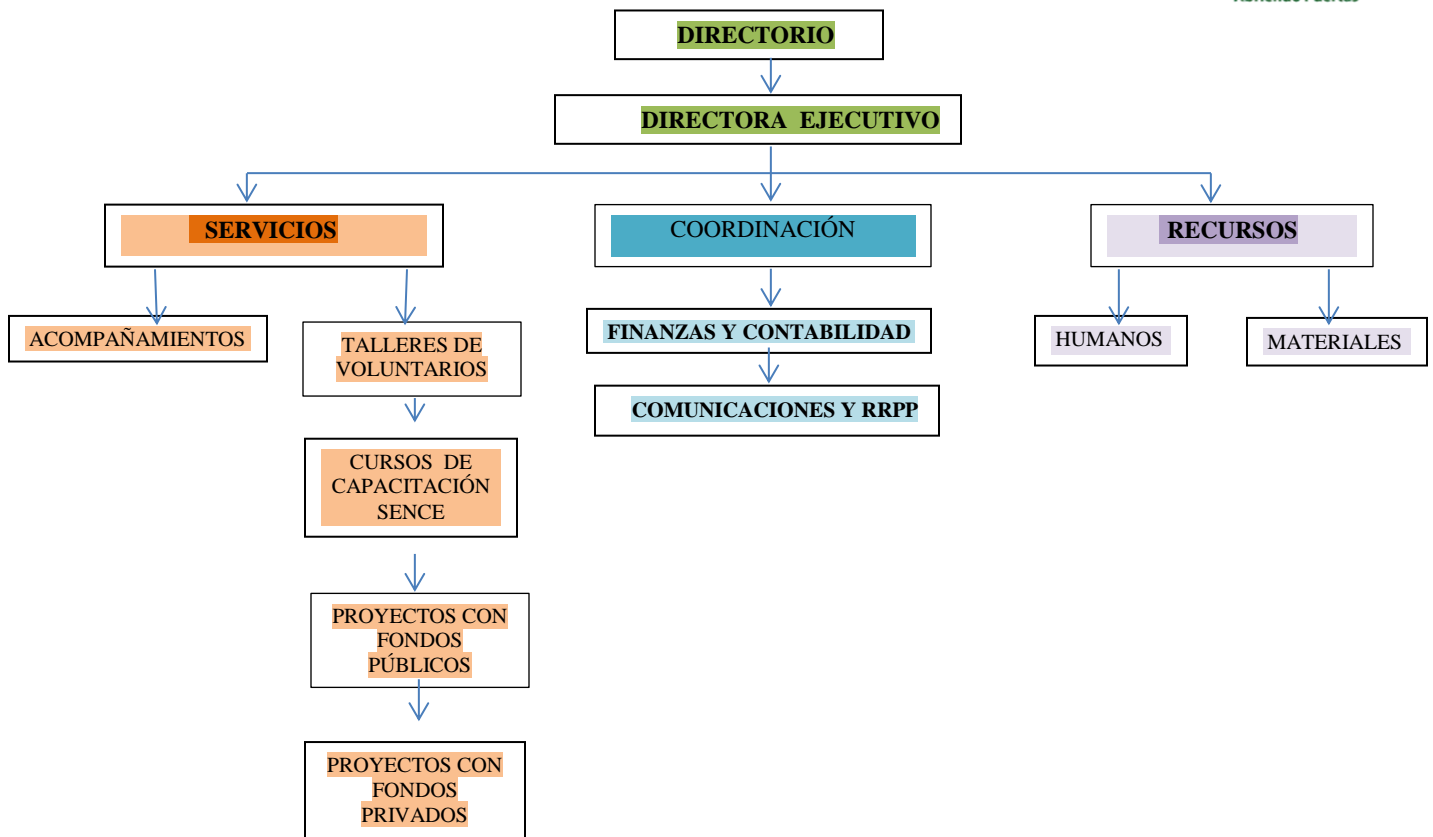 DIRECTORIO
DIRECTORA EJECUTIVO
SERVICIOS
COORDINACIÓN
RECURSOS
ACOMPAÑAMIENTOS
TALLERES DE
VOLUNTARIOS
FINANZAS Y CONTABILIDAD
HUMANOS
MATERIALES
COMUNICACIONES Y RRPP
CURSOS DE
CAPACITACIÓN
SENCE
PROYECTOS CON
FONDOS
PÚBLICOS
PROYECTOS CON
FONDOS
PRIVADOS